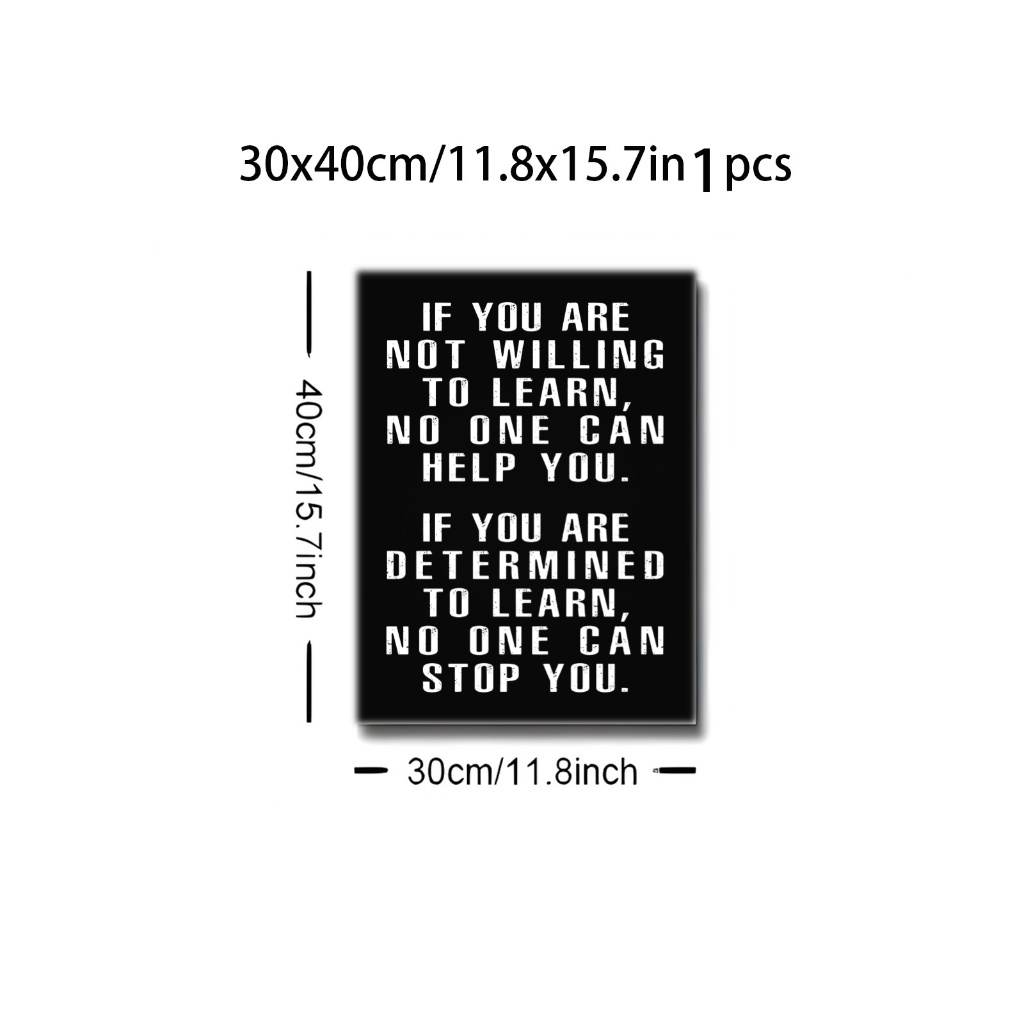 30x40cm/11.8x15.7in1pcs
IF YOU ARE
NOT WILLING
TO LEARN,
NO ONE CAN
HELP YOU.
IF YOU ARE
DETERMINED
TO LEARN,
NO ONE CAN
STOP YOU.
40cm/15.7inch
30cm/11.8inch